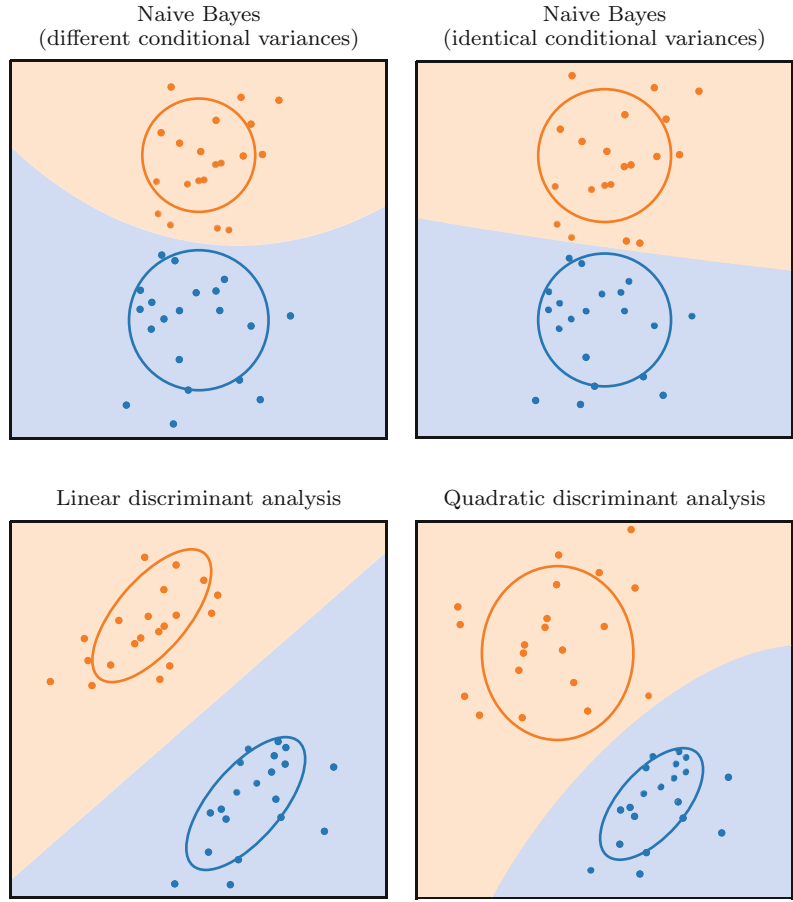 Naive Bayes
(different conditional variances)
Naive Bayes
(identical conditional variances)
Linear discriminant analysis
Quadratic discriminant analysis